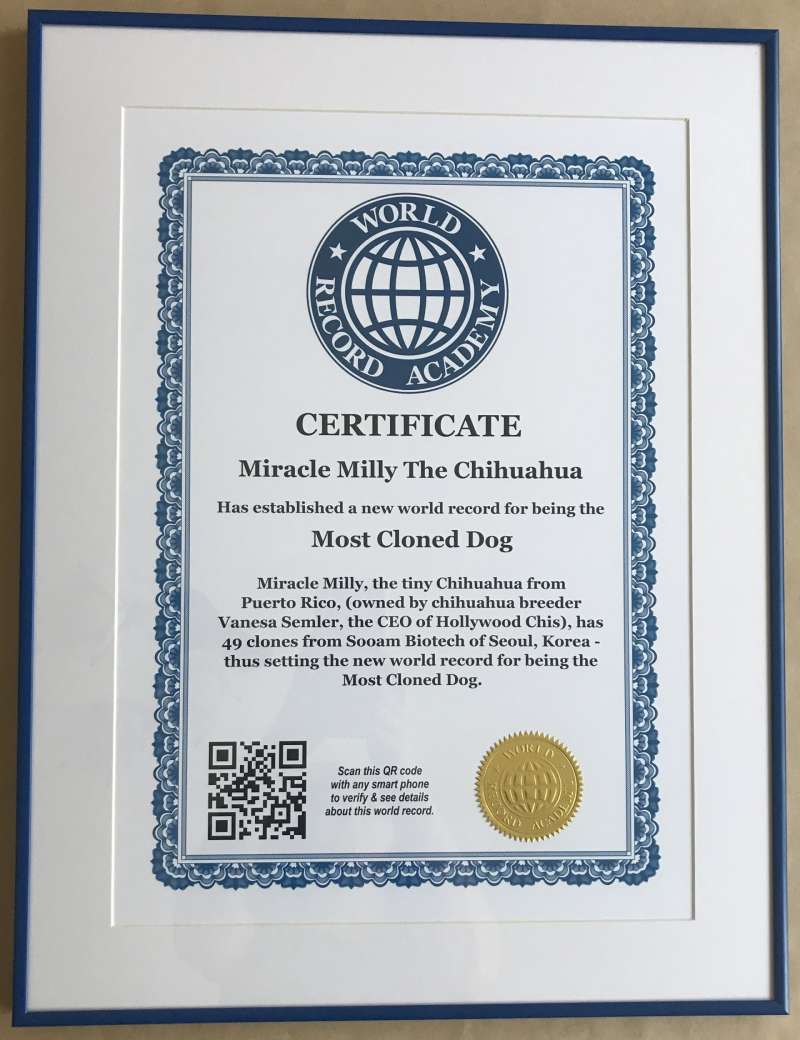 WORLD
RECORD ACADEMY
CERTIFICATE
Miracle Milly The Chihuahua
Has established a new world record for being the
Most Cloned Dog
Miracle Milly, the tiny Chihuahua from
Puerto Rico, (owned by chihuahua breeder
Vanesa Semler, the CEO of Hollywood Chis), has
49 clones from Sooam Biotech of Seoul, Korea -
thus setting the new world record for being the
Most Cloned Dog.
Scan this QR code
with any smart phone
to verify & see details
about this world record.
WORLD
RECORD ACADEMY